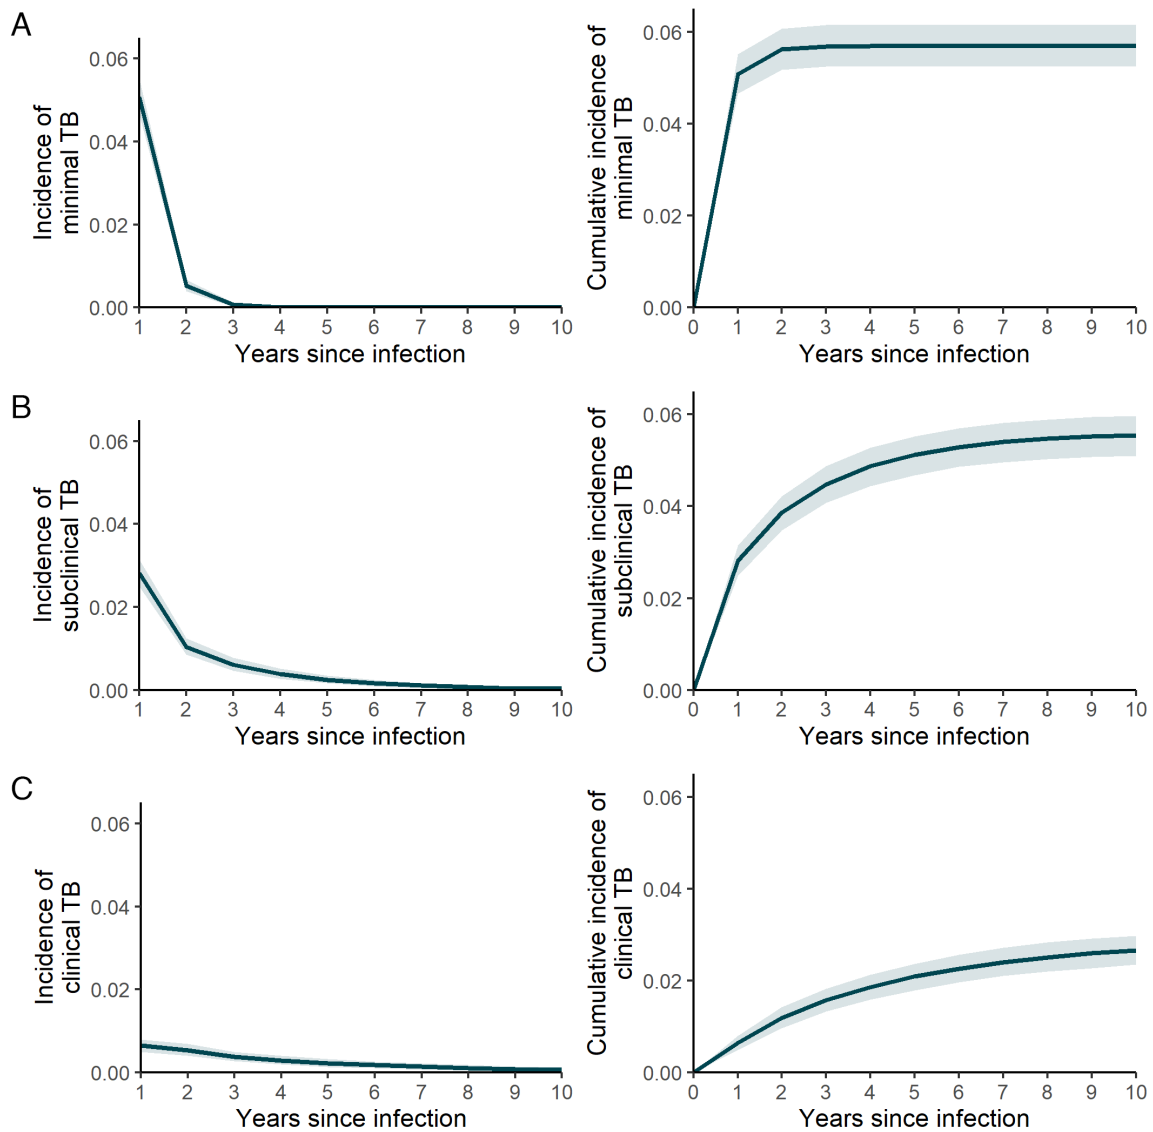 A
Incidence of
minimal TB
0.06
0.04
0.02
0.00
1 2 3 4 5 6 7 8 9 10
Years since infection
Cumulative incidence of
minimal TB
0.06
0.04
0.02
0.00
0 1 2 3 4 5 6 7 8 9 10
Years since infection
B
Incidence of
subclinical TB
0.06
0.04
0.02
0.00
1 2 3 4 5 6 7 8 9 10
Years since infection
Cumulative incidence of
subclinical TB
0.06
0.04
0.02
0.00
0 1 2 3 4 5 6 7 8 9 10
Years since infection
C
Incidence of
clinical TB
0.06
0.04
0.02
0.00
1 2 3 4 5 6 7 8 9 10
Years since infection
Cumulative incidence of
clinical TB
0.06
0.04
0.02
0.00
0 1 2 3 4 5 6 7 8 9 10
Years since infection